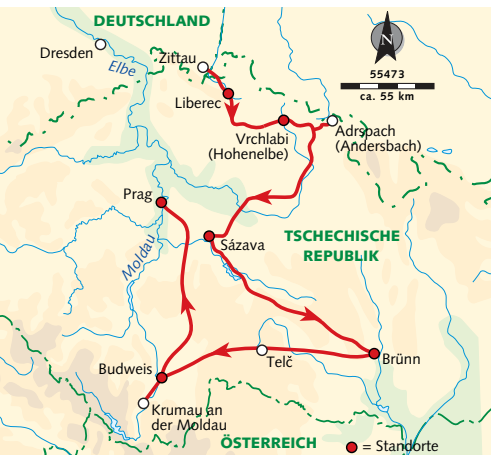 DEUTSCHLAND
N
Dresden
Elbe
Zittau
55473
ca. 55 km
Liberec
Vrchlabi
(Hohenelbe)
Adrspach
(Andersbach)
Prag
Moldau
Sázava
TSCHECHISCHE
REPUBLIK
Budweis
Telč
Brünn
Krumau an
der Moldau
ÖSTERREICH
= Standorte